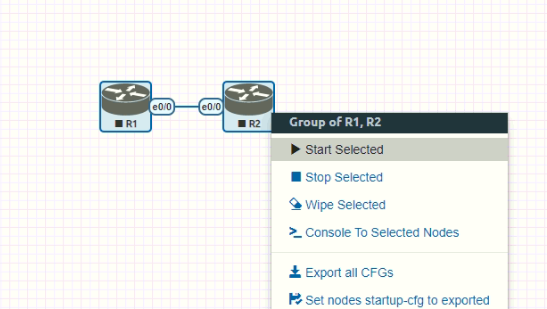 e0/0
e0/0
R1
R2
Group of R1, R2
Start Selected
Stop Selected
Wipe Selected
Console To Selected Nodes
Export all CFGs
Set nodes startup-cfg to exported